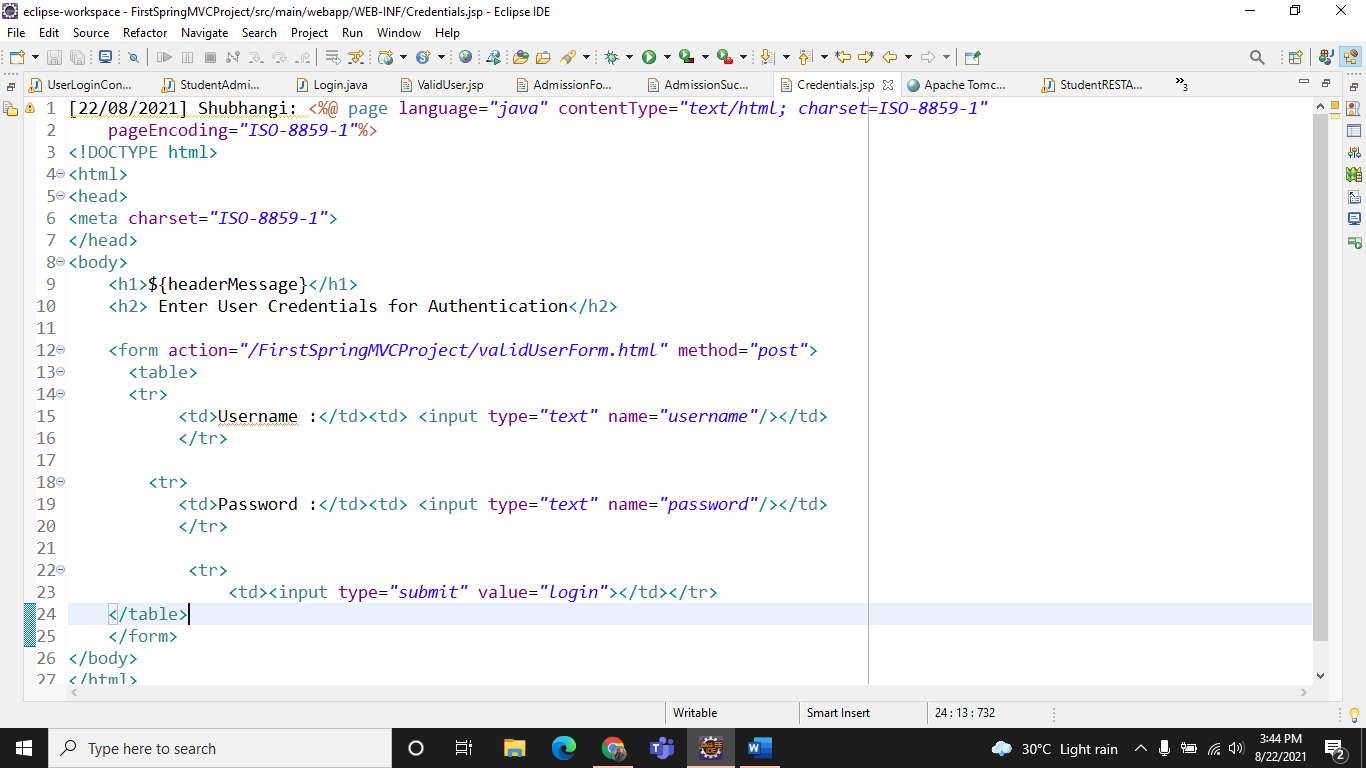 eclipse-workspace - FirstSpringMVCProject/src/main/webapp/WEB-INF/Credentials.jsp - Eclipse IDE
File Edit Source Refactor Navigate Search Project Run Window Help
UserLoginCon... StudentAdmi... Login.java ValidUser.jsp AdmissionFo... AdmissionSuc... Credentials.jsp Apache Tomc... StudentRESTA... »3
1 [22/08/2021] Shubhangi: <%@ page language="java" contentType="text/html; charset=ISO-8859-1"
2 pageEncoding="ISO-8859-1"%>
3 <!DOCTYPE html>
4 <html>
5 <head>
6 <meta charset="ISO-8859-1">
7 </head>
8 <body>
9 <h1>${headerMessage}</h1>
10 <h2> Enter User Credentials for Authentication</h2>
11
12 <form action="/FirstSpringMVCProject/validUserForm.html" method="post">
13 <table>
14 <tr>
15 <td>Username :</td><td> <input type="text" name="username"/></td>
16 </tr>
17
18 <tr>
19 <td>Password :</td><td> <input type="text" name="password"/></td>
20 </tr>
21
22 <tr>
23 <td><input type="submit" value="login"></td></tr>
24 </table>
25 </form>
26 </body>
27 </html>
Writable Smart Insert 24 : 13 : 732
Type here to search 30°C Light rain 3:44 PM
8/22/2021 2